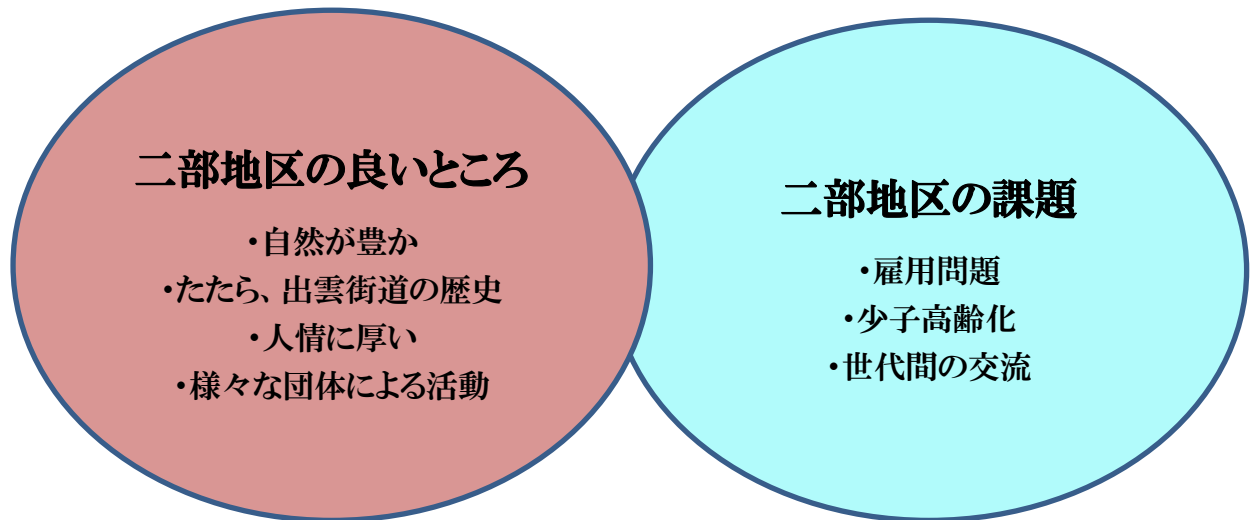 二部地区の良いところ
・自然が豊か
・たたら、出雲街道の歴史
・人情に厚い
・様々な団体による活動
二部地区の課題
・雇用問題
・少子高齢化
・世代間の交流